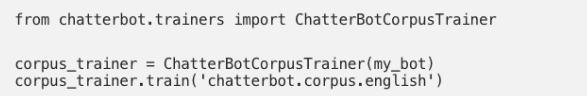 from chatterbot.trainers import ChatterBotCorpusTrainer
corpus_trainer = ChatterBotCorpusTrainer(my_bot)
corpus_trainer.train('chatterbot.corpus.english')